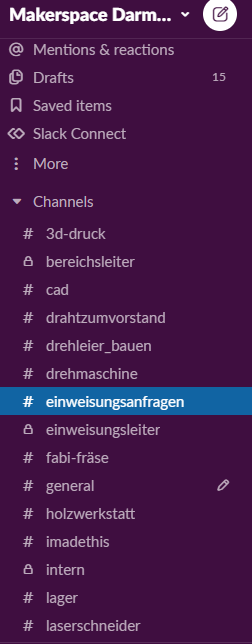 Makerspace Darm...
Mentions & reactions
Drafts 15
Saved items
Slack Connect
More
Channels
# 3d-druck
bereichsleiter
# cad
# drahtzumvorstand
# drehleier_bauen
# drehmaschine
# einweisungsanfragen
einweisungsleiter
# fabi-fräse
# general
# holzwerkstatt
# imadethis
intern
# lager
# laserschneider